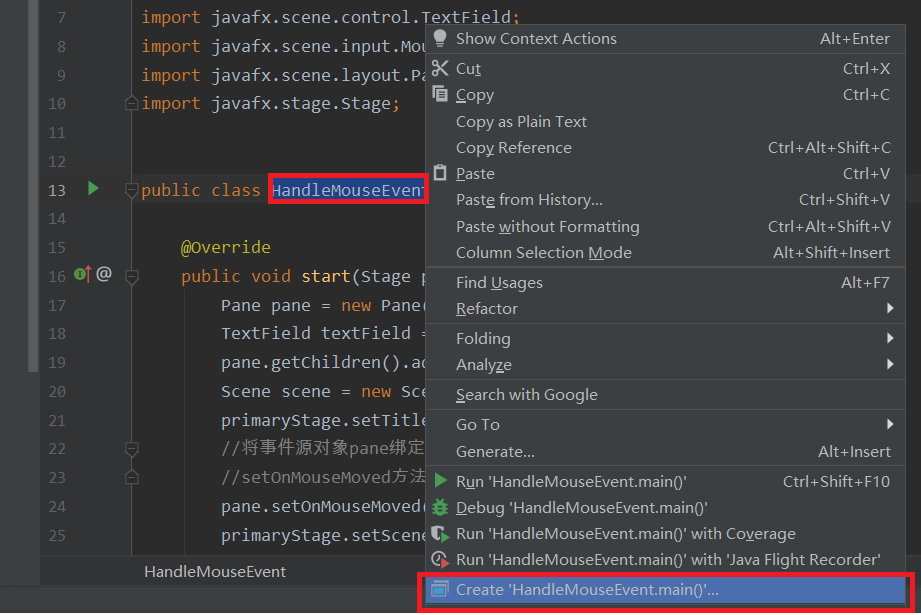 7 import javafx.scene.control.TextField;
8 import javafx.scene.input.Mou
9 import javafx.scene.layout.Pa
10 import javafx.stage.Stage;
11
12
13 public class HandleMouseEvent
14
15 @Override
16 @ public void start(Stage p
17 Pane pane = new Pane(
18 TextField textField =
19 pane.getChildren().ad
20 Scene scene = new Sce
21 primaryStage.setTitle
22 //将事件源对象pane绑定
23 //setOnMouseMoved方法
24 pane.setOnMouseMoved(
25 primaryStage.setScene
HandleMouseEvent
Show Context Actions Alt+Enter
Cut Ctrl+X
Copy Ctrl+C
Copy as Plain Text
Copy Reference Ctrl+Alt+Shift+C
Paste Ctrl+V
Paste from History... Ctrl+Shift+V
Paste without Formatting Ctrl+Alt+Shift+V
Column Selection Mode Alt+Shift+Insert
Find Usages Alt+F7
Refactor
Folding
Analyze
Search with Google
Go To
Generate... Alt+Insert
Run 'HandleMouseEvent.main()' Ctrl+Shift+F10
Debug 'HandleMouseEvent.main()'
Run 'HandleMouseEvent.main()' with Coverage
Run 'HandleMouseEvent.main()' with 'Java Flight Recorder'
Create 'HandleMouseEvent.main()'...